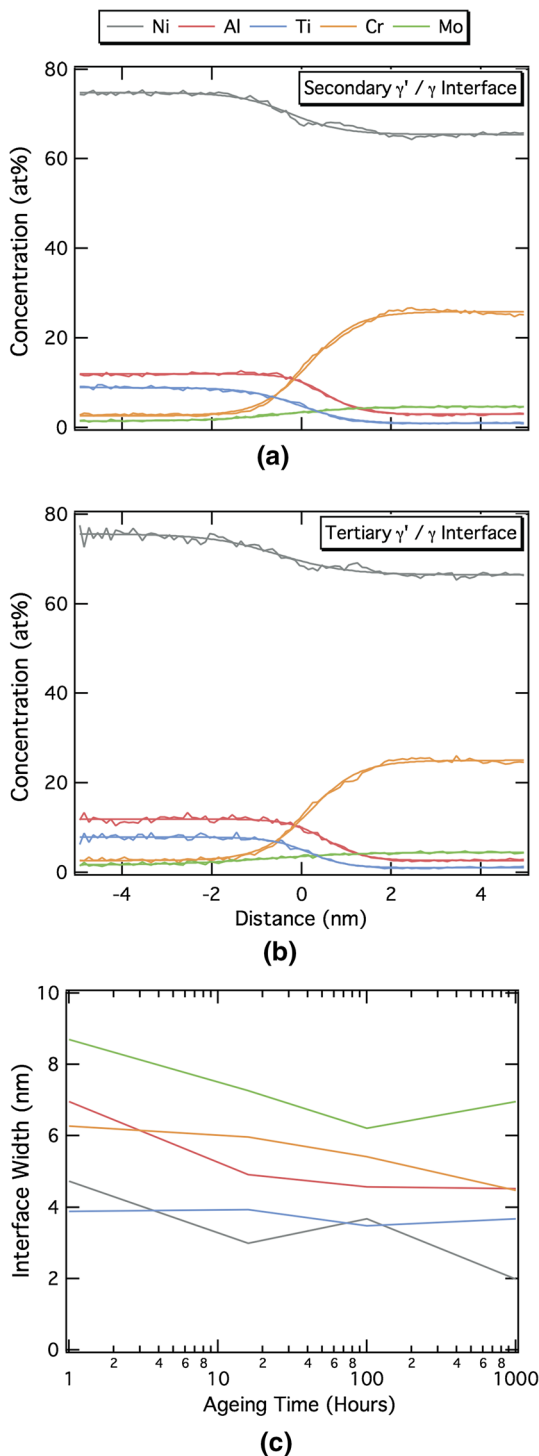 Ni Al Ti Cr Mo
80
Secondary γ' / γ Interface
60
40
20
0
Concentration (at%)
(a)
80
Tertiary γ' / γ Interface
60
40
20
0
Concentration (at%)
-4 -2 0 2 4
Distance (nm)
(b)
10
8
6
4
2
0
Interface Width (nm)
1 2 4 6 8 10 2 4 6 8 100 2 4 6 8 1000
Ageing Time (Hours)
(c)